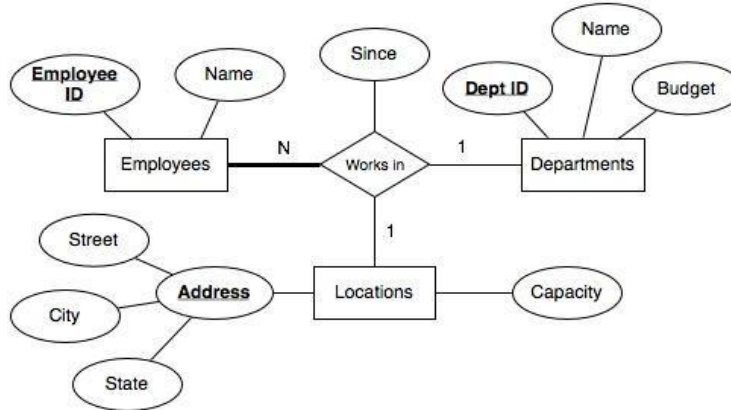 Name
Since
Employee
ID
Name
Dept ID
Budget
N
1
Employees
Works in
Departments
1
Street
Address
Locations
Capacity
City
State